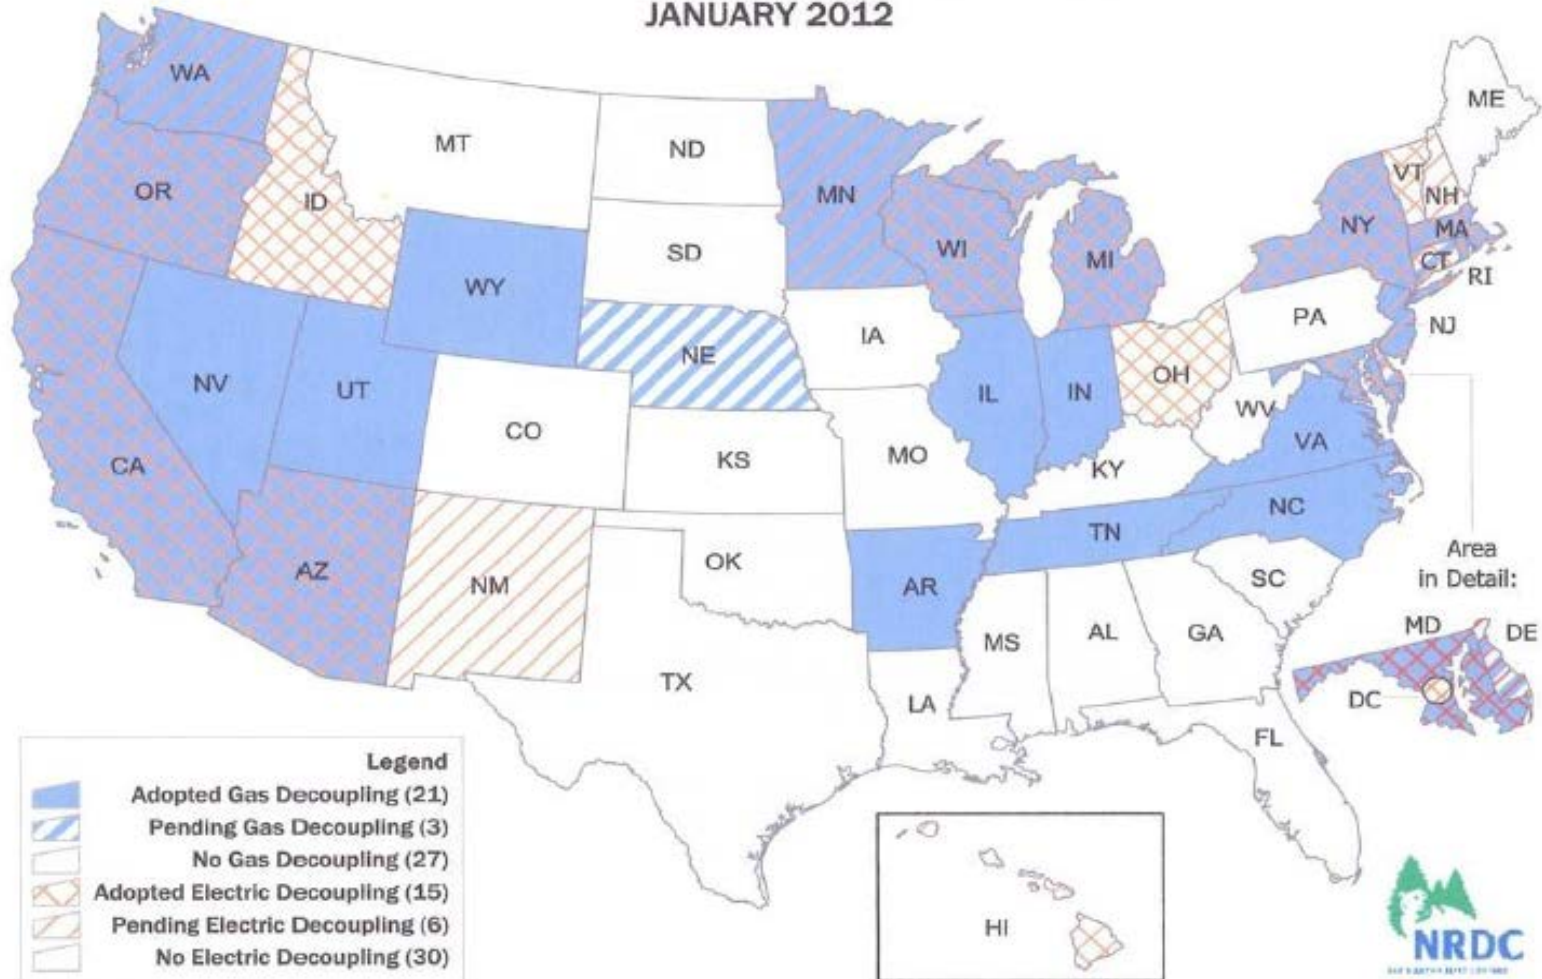 JANUARY 2012
WA
MT
ND
MN
ME
OR
ID
VT
NH
SD
WI
MI
NY
MA
WY
CT
RI
IA
PA
NJ
NE
NV
UT
IL
IN
OH
CO
WV
CA
KS
MO
KY
VA
NC
TN
AZ
NM
OK
AR
SC
Area
in Detail:
MS
AL
GA
MD
DE
TX
LA
DC
FL
HI
Legend
Adopted Gas Decoupling (21)
Pending Gas Decoupling (3)
No Gas Decoupling (27)
Adopted Electric Decoupling (15)
Pending Electric Decoupling (6)
No Electric Decoupling (30)
NRDC